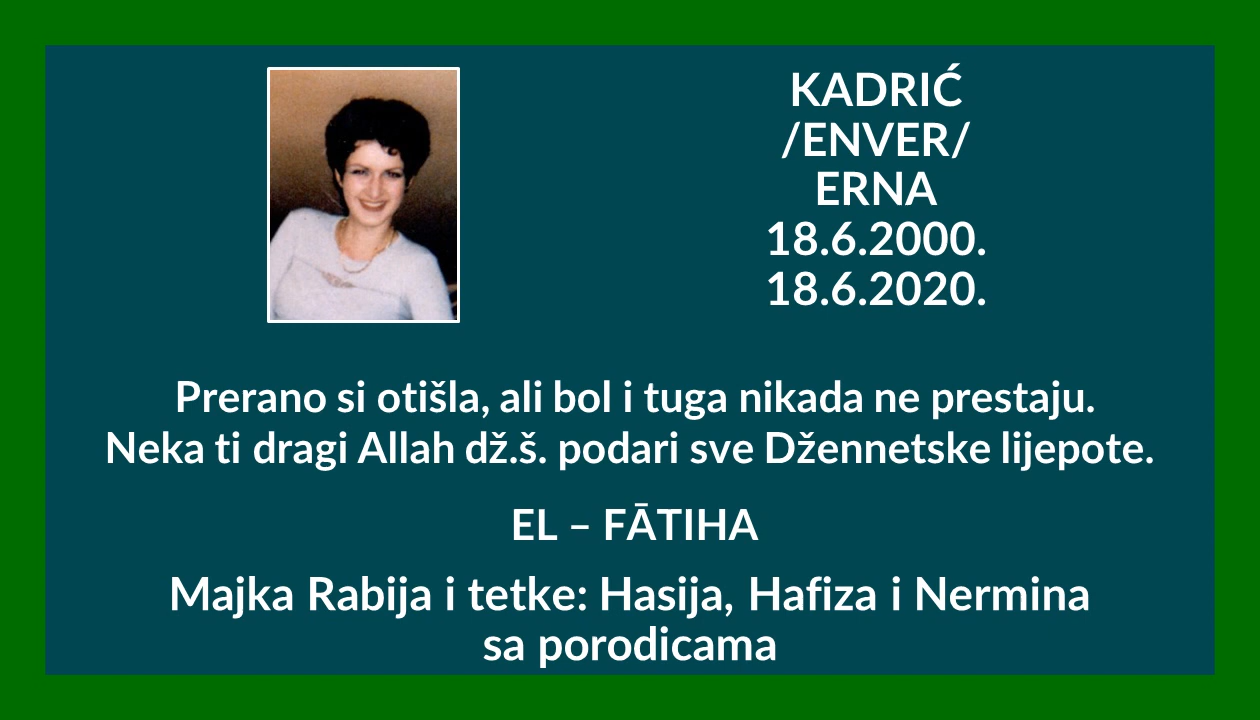 KADRIĆ
/ENVER/
ERNA
18.6.2000.
18.6.2020.
Prerano si otišla, ali bol i tuga nikada ne prestaju.
Neka ti dragi Allah dž.š. podari sve Džennetske lijepote.
EL – FĀTIHA
Majka Rabija i tetke: Hasija, Hafiza i Nermina
sa porodicama